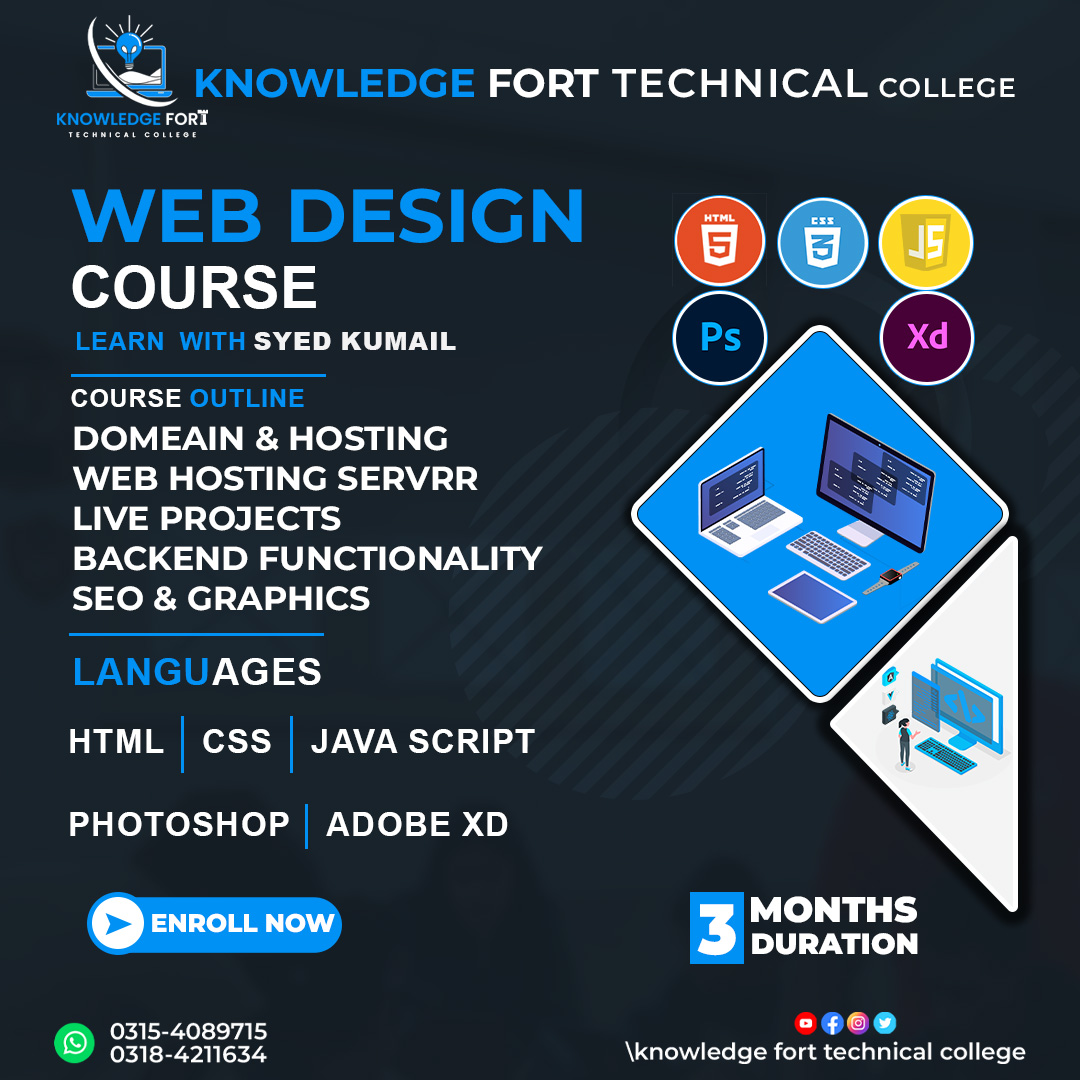 KNOWLEDGE FORT
TECHNICAL COLLEGE
KNOWLEDGE FORT TECHNICAL COLLEGE
WEB DESIGN
COURSE
LEARN WITH SYED KUMAIL
COURSE OUTLINE
DOMEAIN & HOSTING
WEB HOSTING SERVRR
LIVE PROJECTS
BACKEND FUNCTIONALITY
SEO & GRAPHICS
LANGUAGES
HTML | CSS | JAVA SCRIPT
PHOTOSHOP | ADOBE XD
ENROLL NOW
HTML
5
CSS
3
JS
Ps
Xd
3 MONTHS
DURATION
0315-4089715
0318-4211634
\knowledge fort technical college